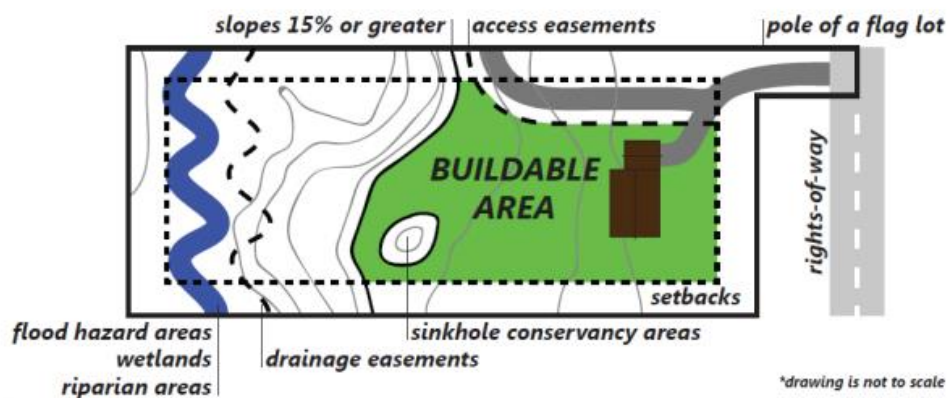 slopes 15% or greater
access easements
pole of a flag lot
BUILDABLE
AREA
rights-of-way
setbacks
flood hazard areas
wetlands
riparian areas
drainage easements
sinkhole conservancy areas
*drawing is not to scale